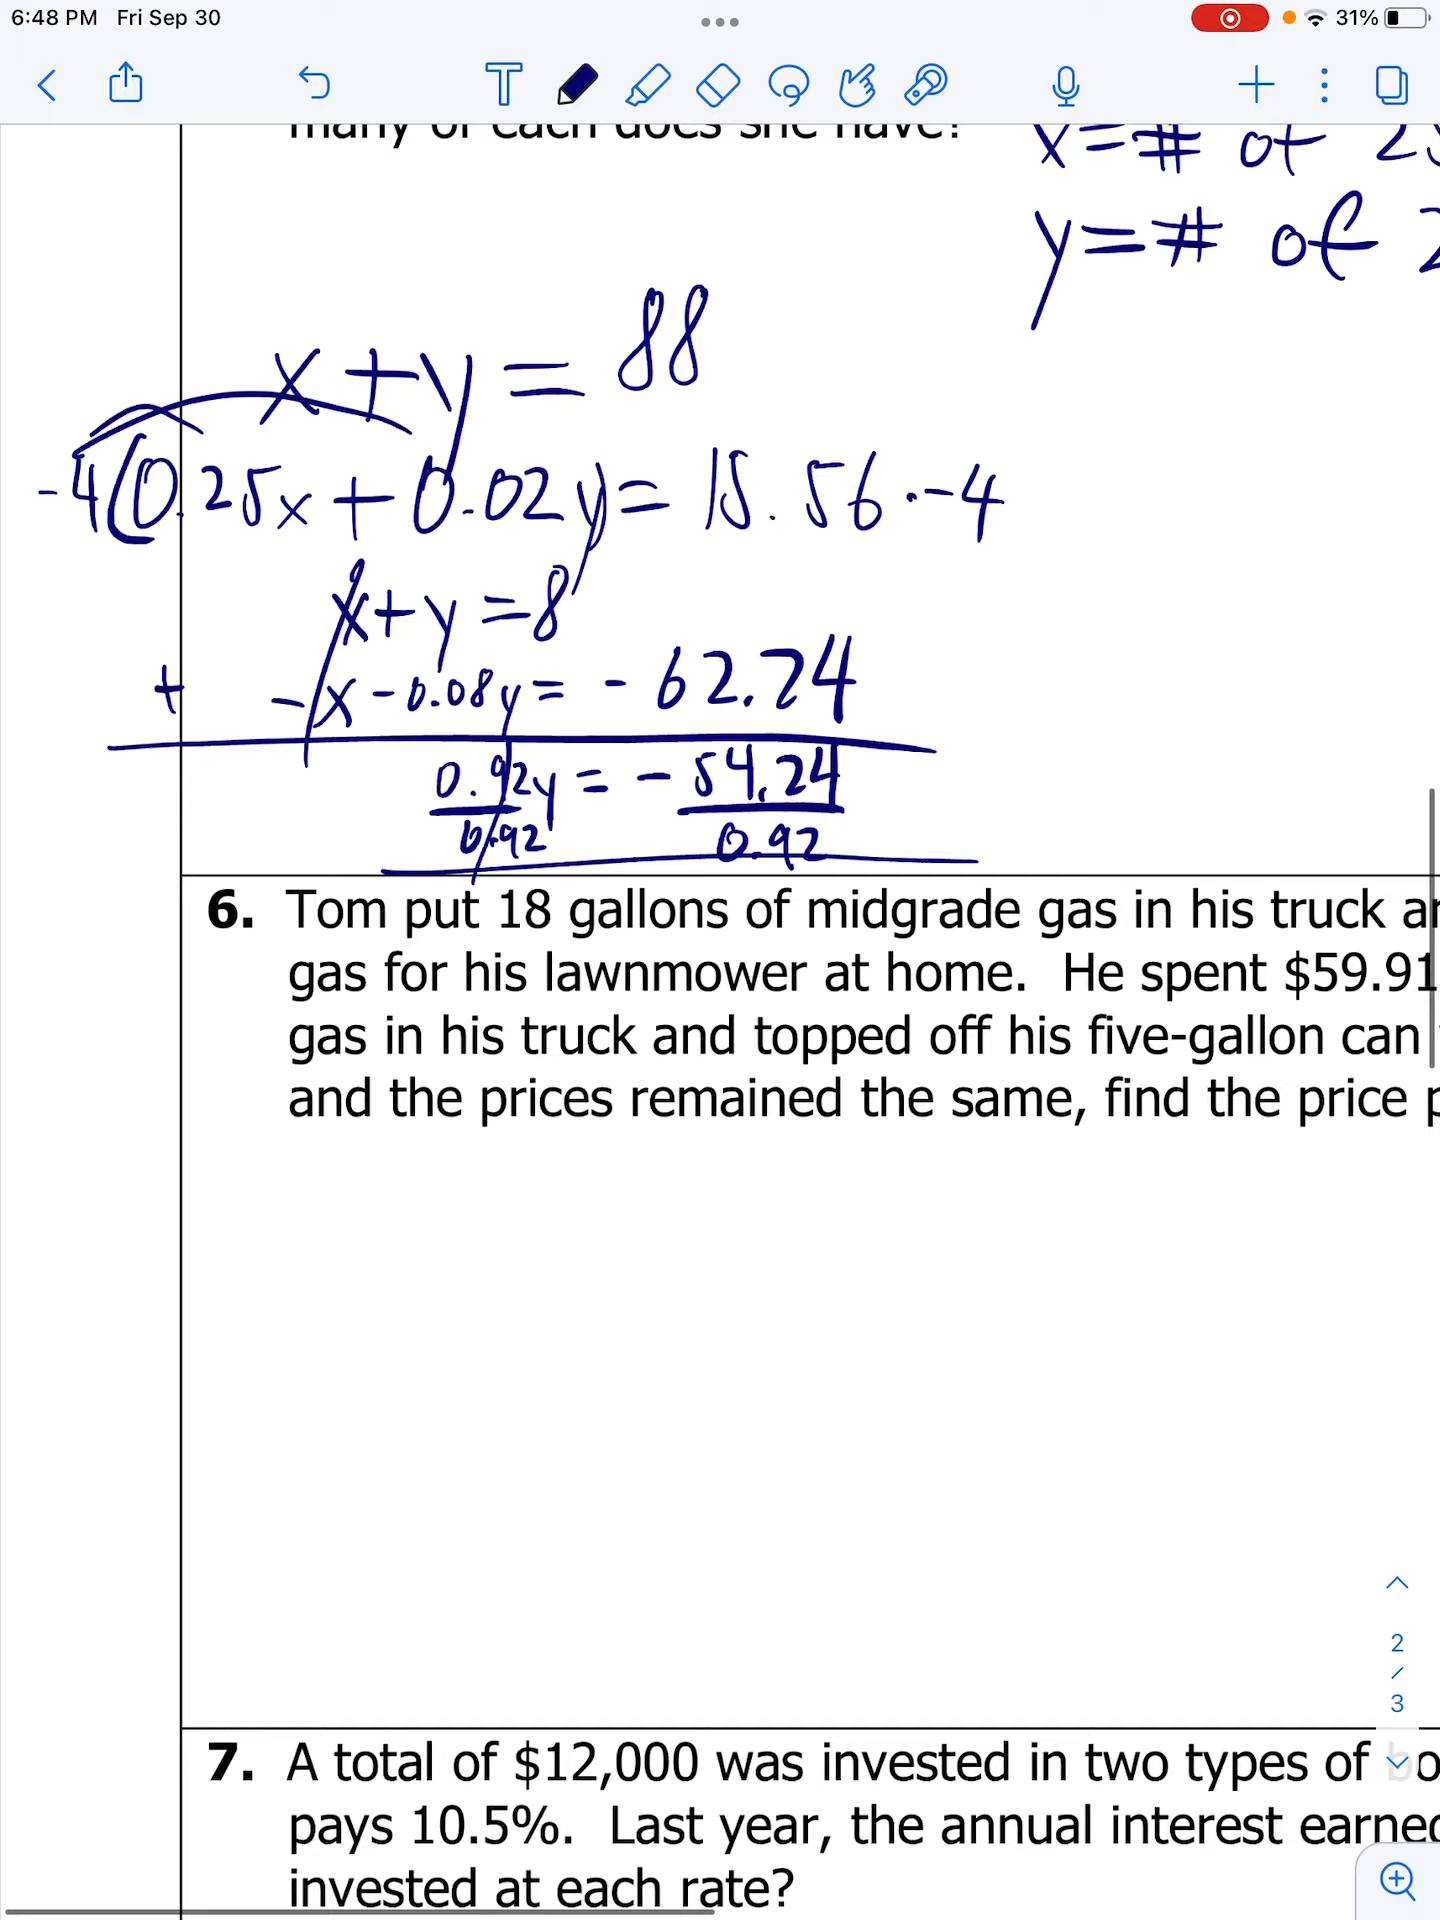 6:48 PM Fri Sep 30
31%
many of each does she have?
x = # of
y = # of 2
x + y = 88
-4(0.25x + 0.02y = 15.56 · -4
x + y = 8
+ -x - 0.08y = -62.24
0.92y = -54.24
0.92 0.92
6. Tom put 18 gallons of midgrade gas in his truck
gas for his lawnmower at home. He spent $59.91
gas in his truck and topped off his five-gallon can
and the prices remained the same, find the price
2
/
3
7. A total of $12,000 was invested in two types of
pays 10.5%. Last year, the annual interest earned
invested at each rate?